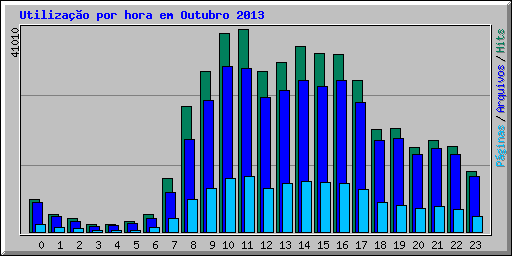 Utilização por hora em Outubro 2013
41010
Páginas / Arquivos / Hits
0 1 2 3 4 5 6 7 8 9 10 11 12 13 14 15 16 17 18 19 20 21 22 23